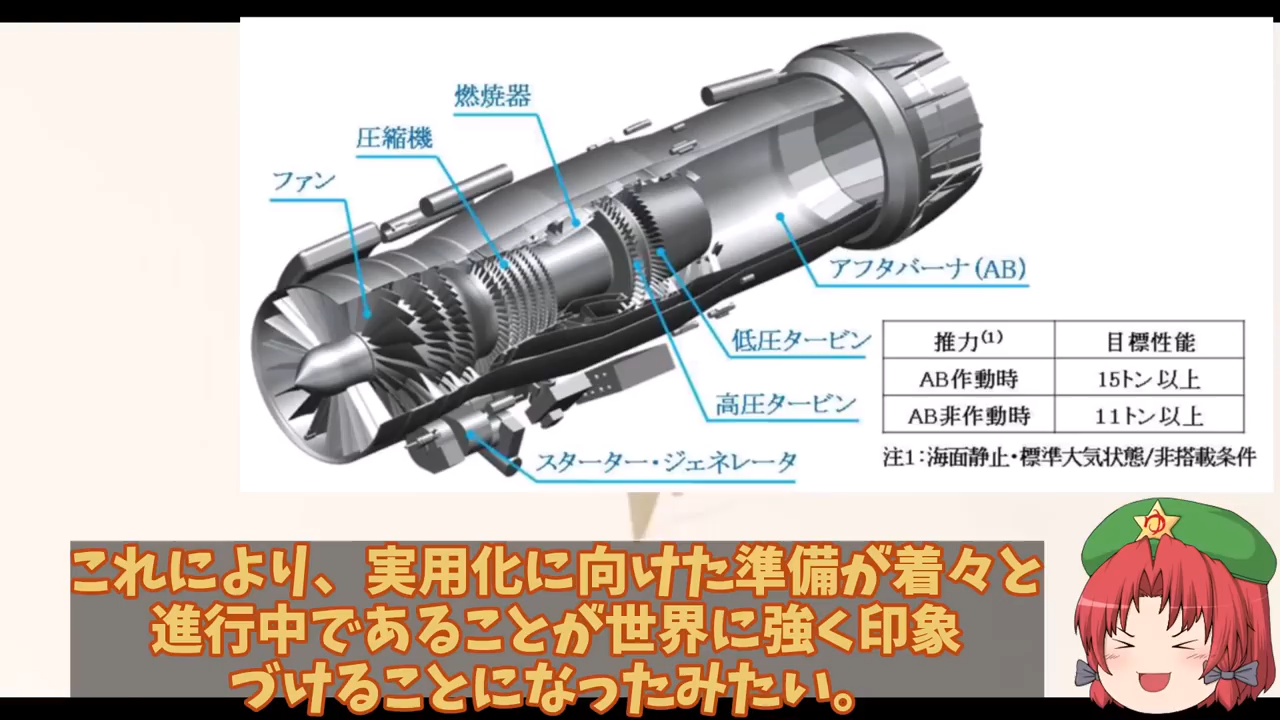 燃焼器
圧縮機
ファン
アフタバーナ(AB)
低圧タービン
高圧タービン
スターター・ジェネレータ
推力(1) 目標性能
AB作動時 15トン以上
AB非作動時 11トン以上
注1:海面静止・標準大気状態/非搭載条件
これにより、実用化に向けた準備が着々と
進行中であることが世界に強く印象
づけることになったみたい。